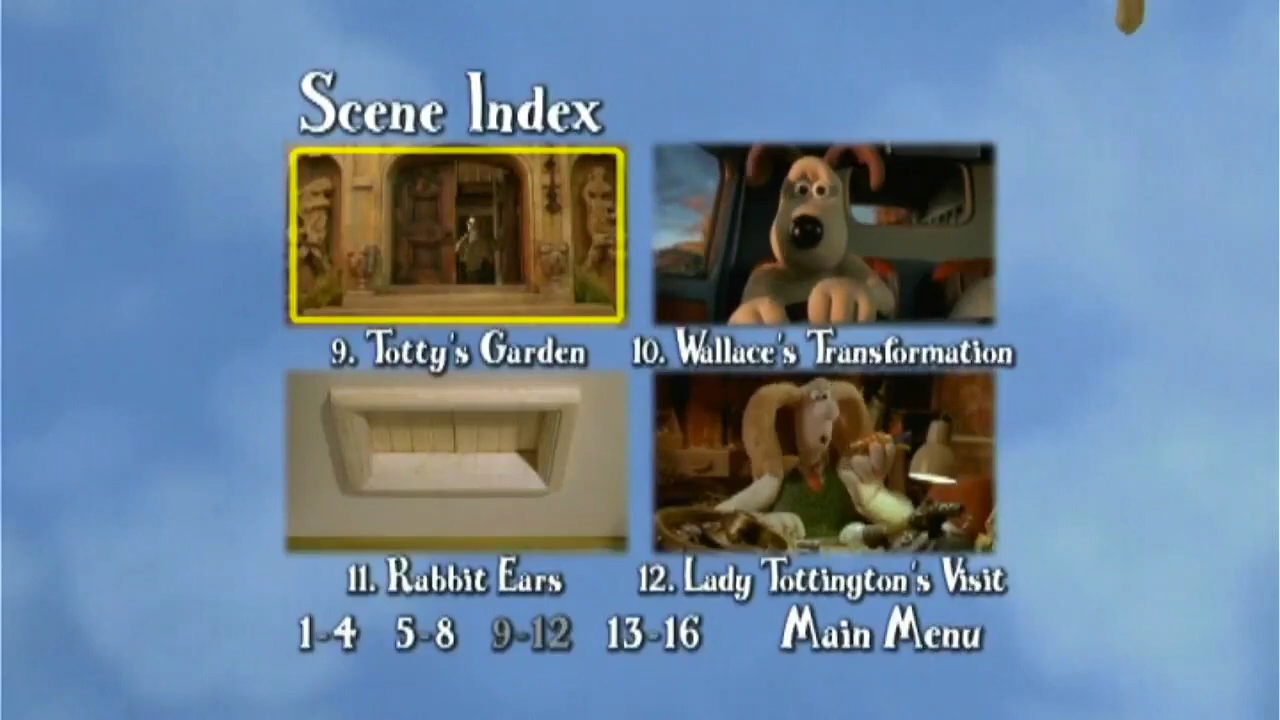 Scene Index
9. Totty's Garden
10. Wallace's Transformation
11. Rabbit Ears
12. Lady Tottington's Visit
1-4 5-8 9-12 13-16 Main Menu